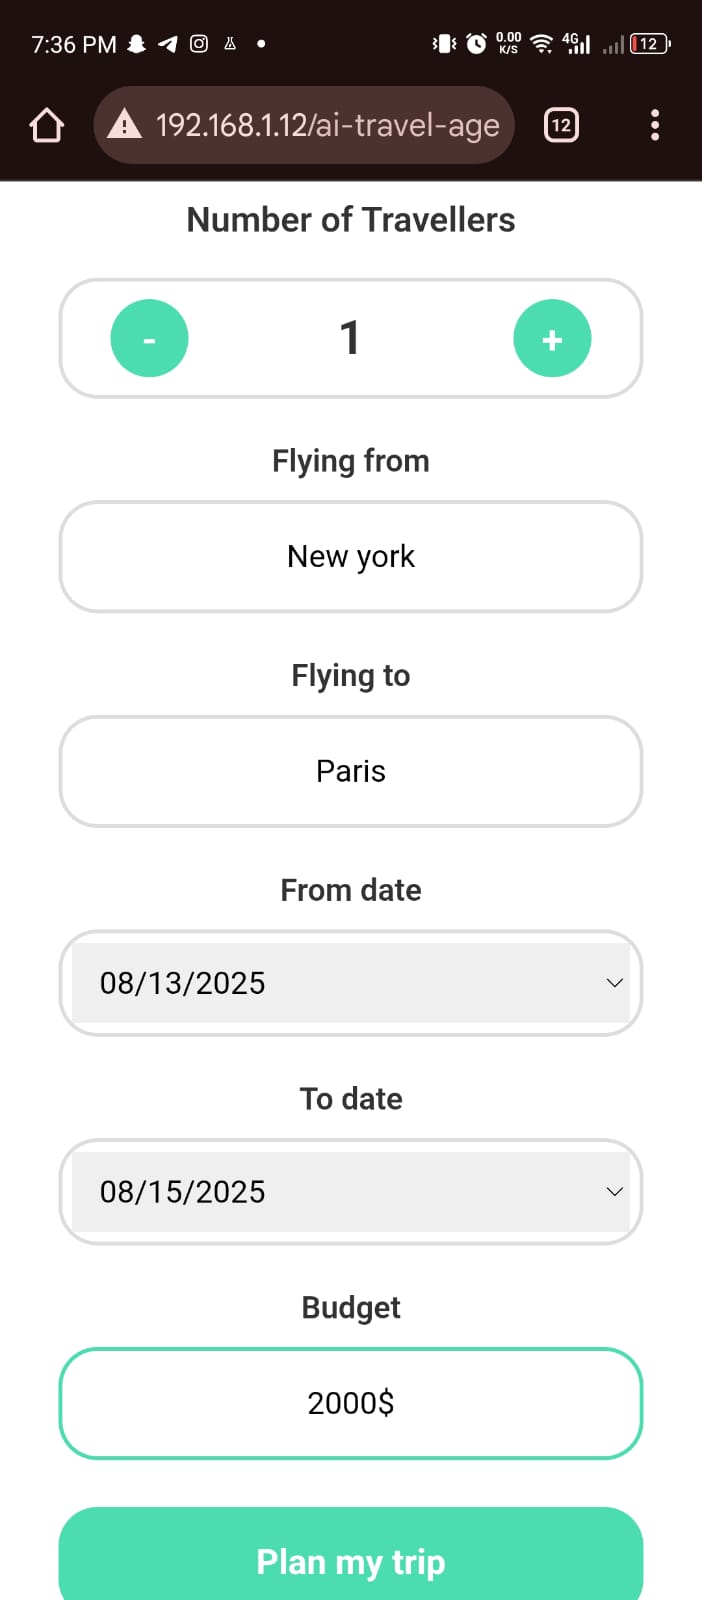 7:36 PM
0.00
K/S
4G
12
192.168.1.12/ai-travel-age
12
Number of Travellers
-
1
+
Flying from
New york
Flying to
Paris
From date
08/13/2025
To date
08/15/2025
Budget
2000$
Plan my trip